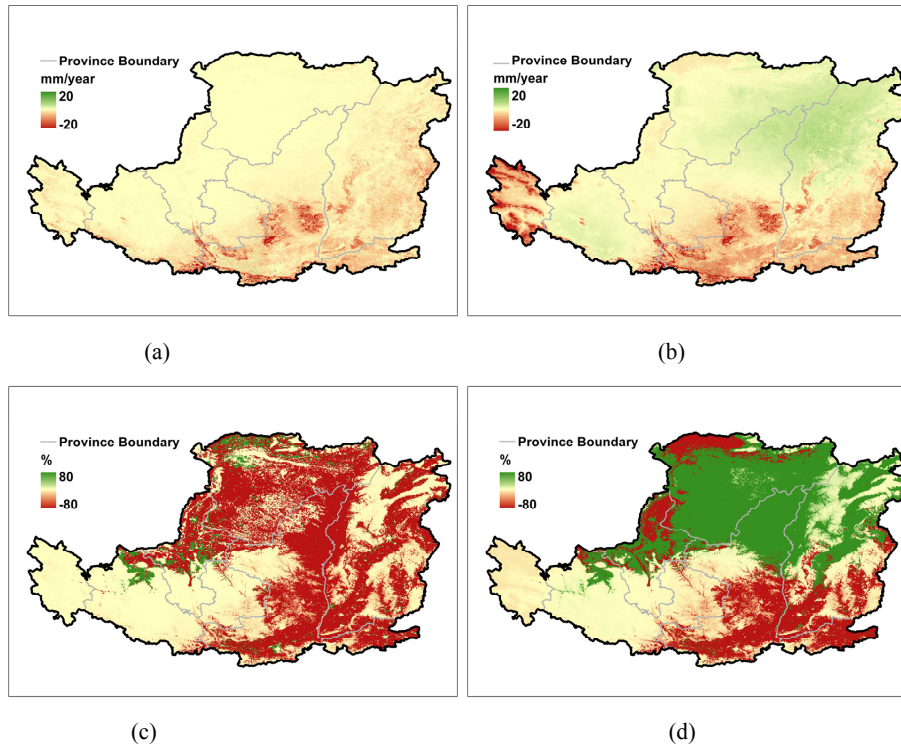 Province Boundary
mm/year
20
-20
(a)
Province Boundary
mm/year
20
-20
(b)
Province Boundary
%
80
-80
(c)
Province Boundary
%
80
-80
(d)